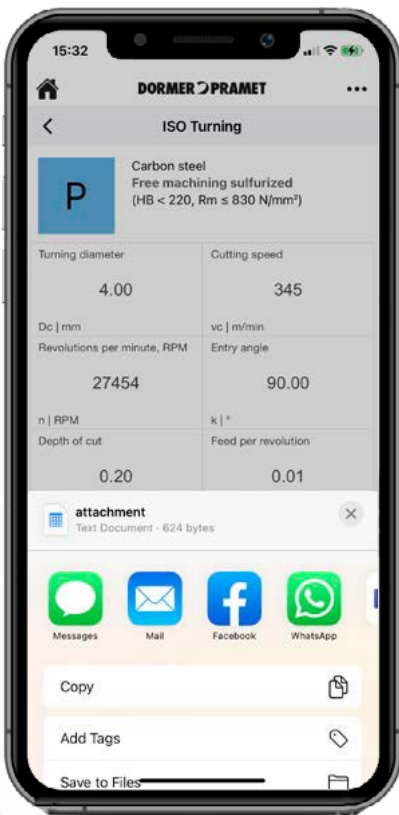 15:32
DORMER PRAMET
ISO Turning
P
Carbon steel
Free machining sulfurized
(HB < 220, Rm ≤ 830 N/mm²)
Turning diameter
Cutting speed
4.00
345
Dc | mm
vc | m/min
Revolutions per minute, RPM
Entry angle
27454
90.00
n | RPM
k | °
Depth of cut
Feed per revolution
0.20
0.01
attachment
Text Document - 624 bytes
Messages
Mail
Facebook
WhatsApp
Copy
Add Tags
Save to Files